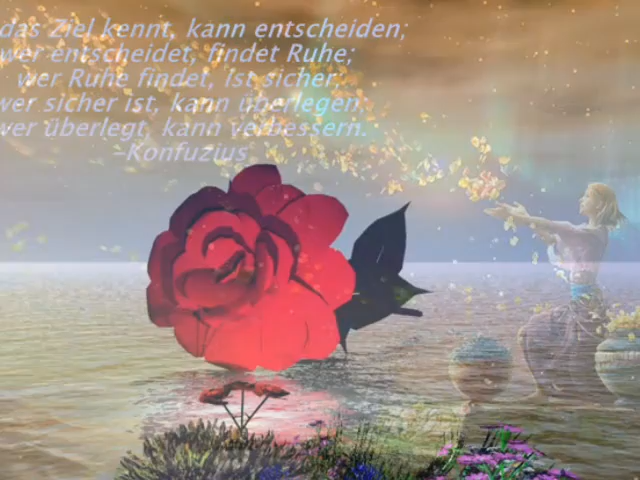 das Ziel kennt, kann entscheiden;
wer entscheidet, findet Ruhe;
wer Ruhe findet, ist sicher
wer sicher ist, kann überlegen,
wer überlegt, kann verbessern.
-Konfuzius